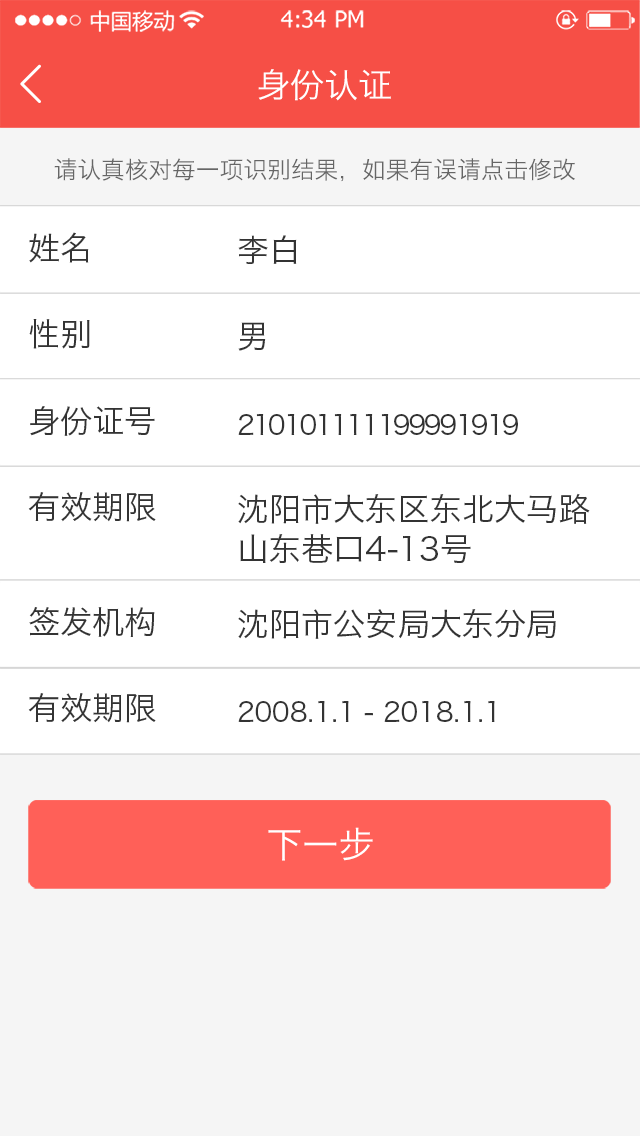 中国移动 4:34 PM
身份认证
请认真核对每一项识别结果，如果有误请点击修改
姓名 李白
性别 男
身份证号 210101111199991919
有效期限 沈阳市大东区东北大马路
山东巷口4-13号
签发机构 沈阳市公安局大东分局
有效期限 2008.1.1 - 2018.1.1
下一步